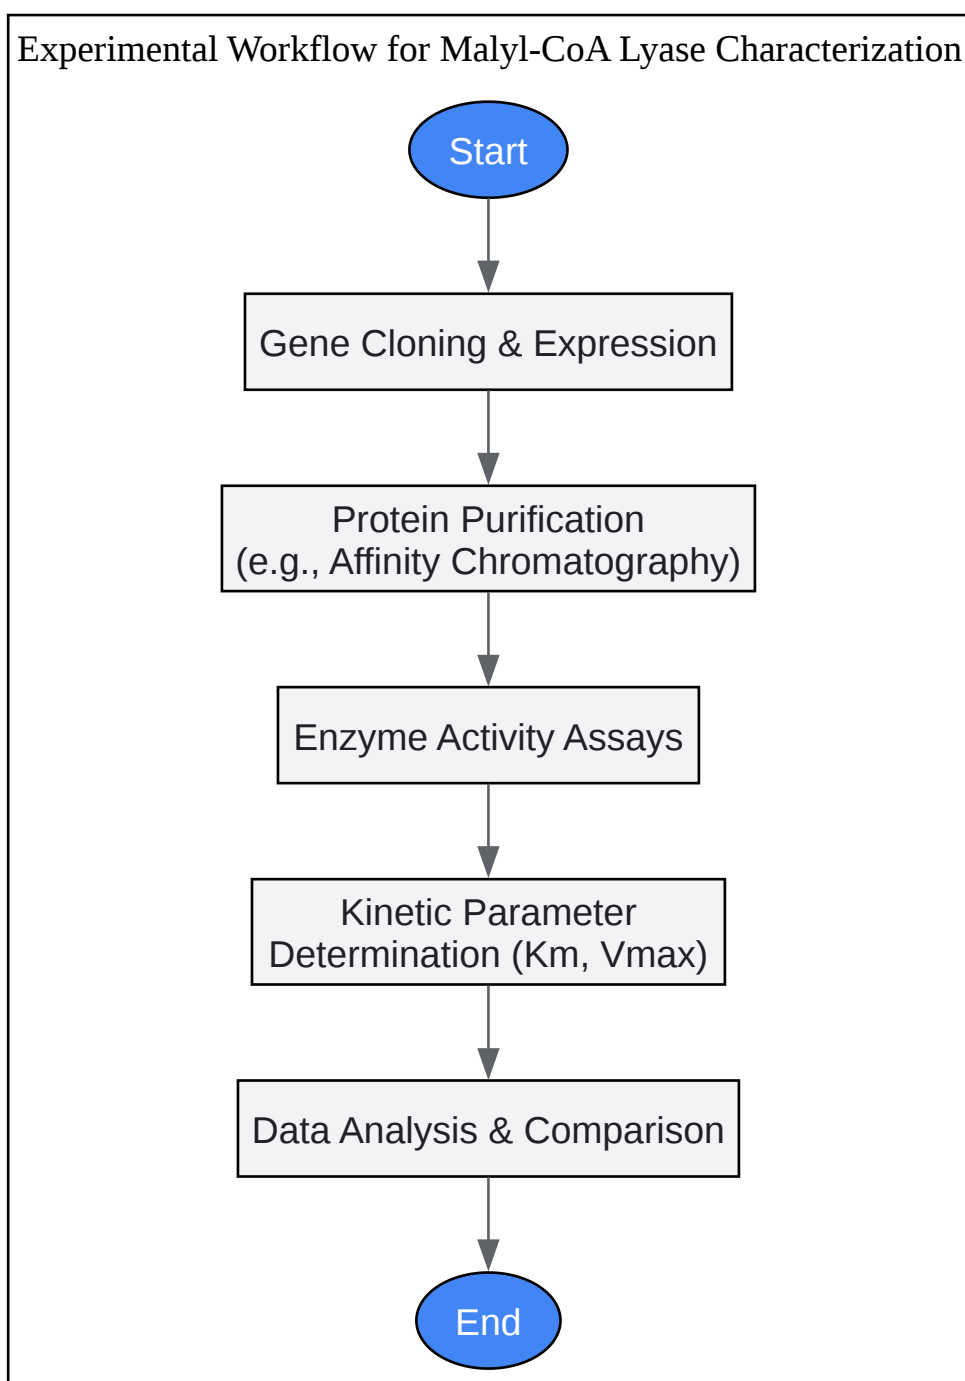 Experimental Workflow for Malyl-CoA Lyase Characterization
Start
Gene Cloning & Expression
Protein Purification
(e.g., Affinity Chromatography)
Enzyme Activity Assays
Kinetic Parameter
Determination (Km, Vmax)
Data Analysis & Comparison
End